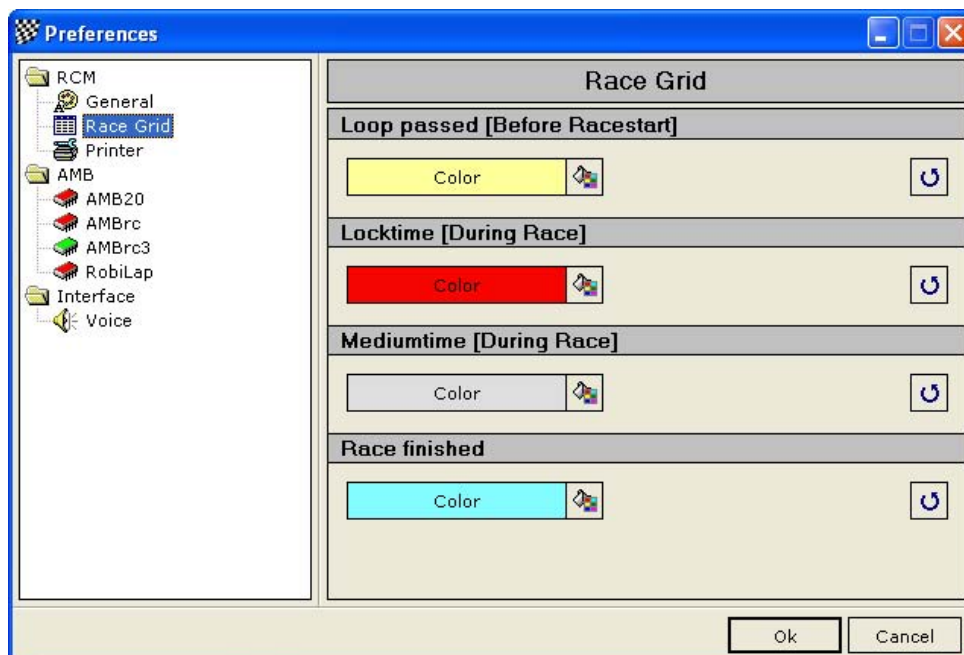 Preferences
RCM
General
Race Grid
Printer
AMB
AMB20
AMBrc
AMBrc3
RobiLap
Interface
Voice
Race Grid
Loop passed [Before Racestart]
Color
Locktime [During Race]
Color
Mediumtime [During Race]
Color
Race finished
Color
Ok
Cancel